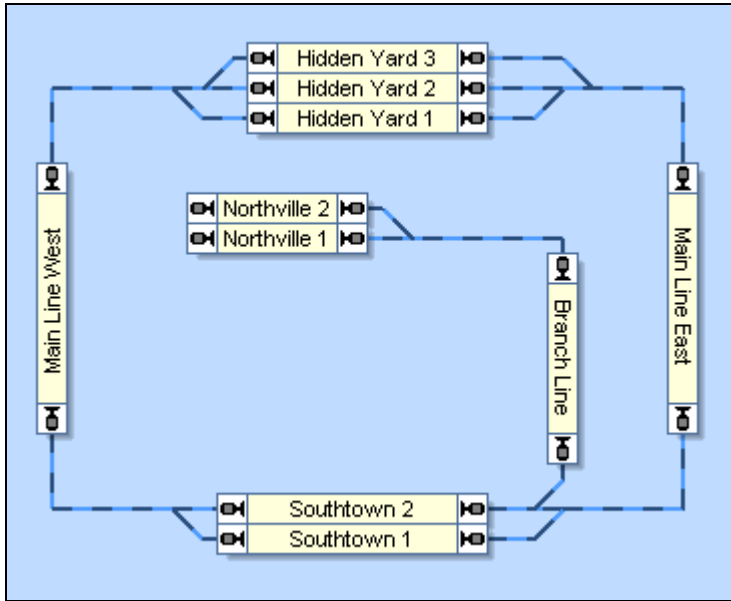 Hidden Yard 3
Hidden Yard 2
Hidden Yard 1
Northville 2
Northville 1
Main Line West
Branch Line
Main Line East
Southtown 2
Southtown 1